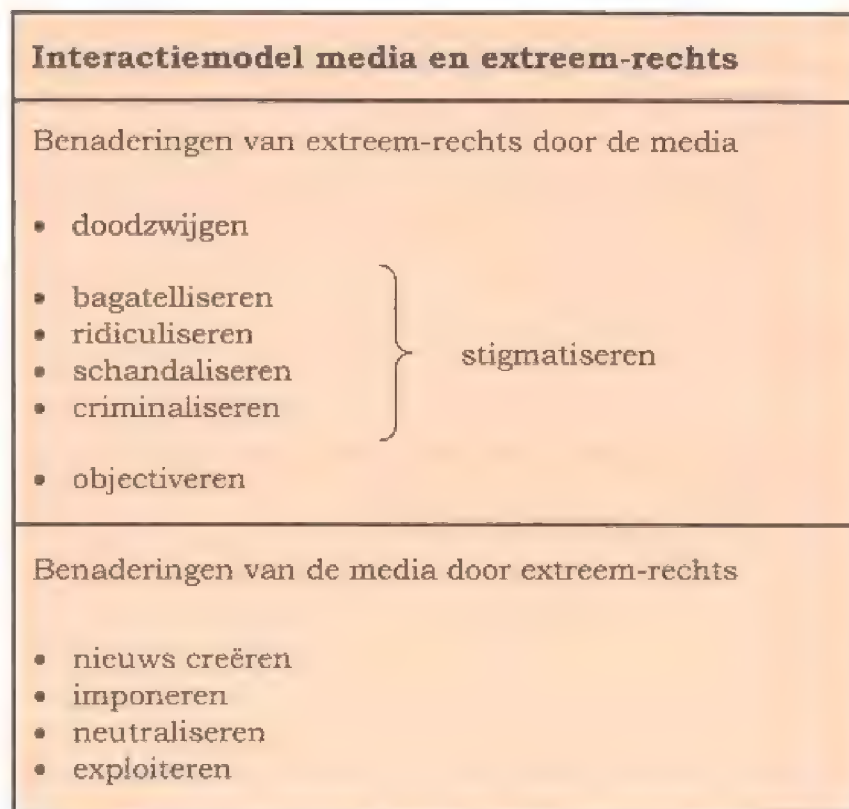 Interactiemodel media en extreem-rechts
Benaderingen van extreem-rechts door de media
• doodzwijgen
• bagatelliseren
• ridiculiseren
• schandaliseren
• criminaliseren
stigmatiseren
• objectiveren
Benaderingen van de media door extreem-rechts
• nieuws creëren
• imponeren
• neutraliseren
• exploiteren